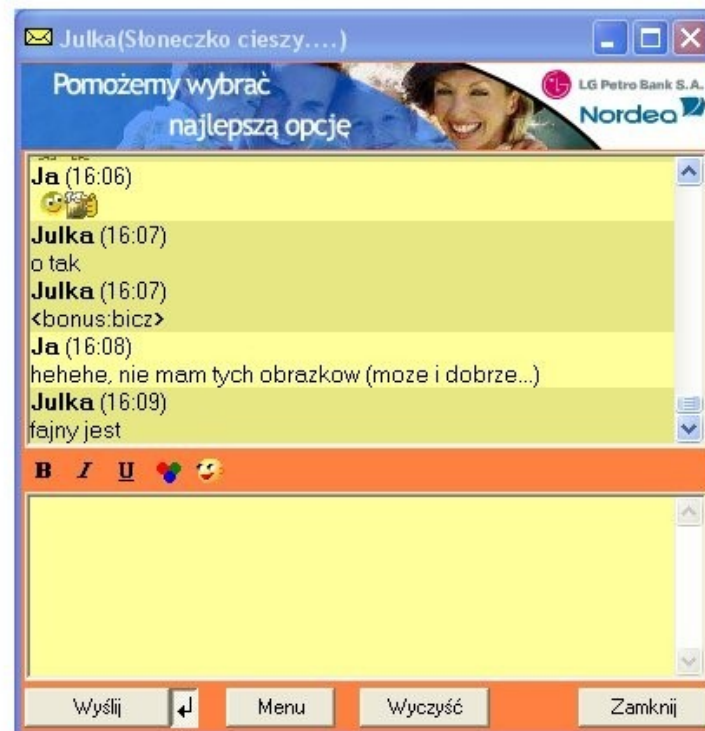 Julka(Słoneczko cieszy....)
Pomożemy wybrać
najlepszą opcję
LG Petro Bank S.A.
Nordea
Ja (16:06)
Julka (16:07)
o tak
Julka (16:07)
<bonus:bicz>
Ja (16:08)
hehehe, nie mam tych obrazkow (moze i dobrze...)
Julka (16:09)
fajny jest
B I U
Wyślij Menu Wyczyść Zamknij